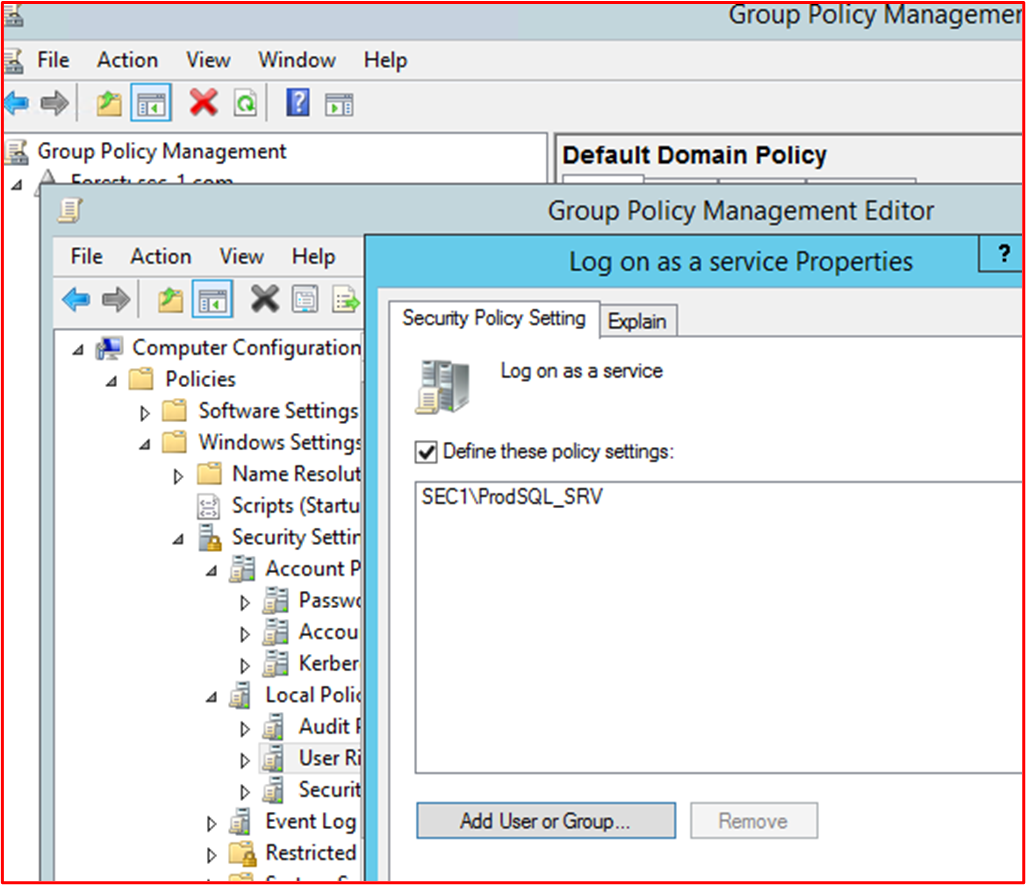 Group Policy Managemen
File Action View Window Help
Group Policy Management
Forest: sec-1.com
Default Domain Policy
Group Policy Management Editor
File Action View Help
Log on as a service Properties
?
Computer Configuration
Policies
Software Settings
Windows Settings
Name Resolut
Scripts (Startu
Security Settin
Account P
Passwo
Accou
Kerber
Local Polic
Audit P
User Ri
Securit
Event Log
Restricted
Security Policy Setting Explain
Log on as a service
Define these policy settings:
SEC1\ProdSQL_SRV
Add User or Group... Remove